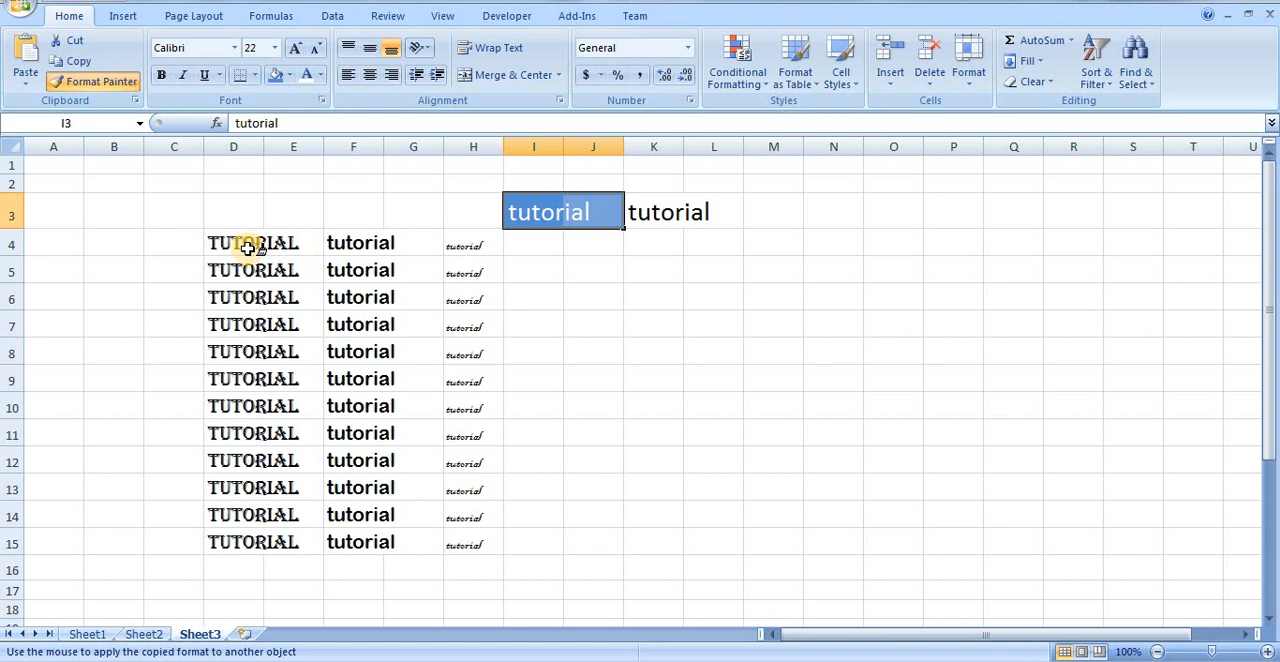 Home Insert Page Layout Formulas Data Review View Developer Add-Ins Team
Paste Cut Calibri 22 A A Wrap Text General Conditional Formatting Format as Table Cell Styles Insert Delete Format Σ AutoSum Sort & Filter Find & Select
Copy Fill
Format Painter B I U A Merge & Center $ % , .0 .00 .00 .0 Clear
Clipboard Font Alignment Number Styles Cells Editing
I3 fx tutorial
A B C D E F G H I J K L M N O P Q R S T U
1
2
3 tutorial tutorial
4 TUTORIAL tutorial tutorial
5 TUTORIAL tutorial tutorial
6 TUTORIAL tutorial tutorial
7 TUTORIAL tutorial tutorial
8 TUTORIAL tutorial tutorial
9 TUTORIAL tutorial tutorial
10 TUTORIAL tutorial tutorial
11 TUTORIAL tutorial tutorial
12 TUTORIAL tutorial tutorial
13 TUTORIAL tutorial tutorial
14 TUTORIAL tutorial tutorial
15 TUTORIAL tutorial tutorial
16
17
18
Sheet1 Sheet2 Sheet3
Use the mouse to apply the copied format to another object 100%